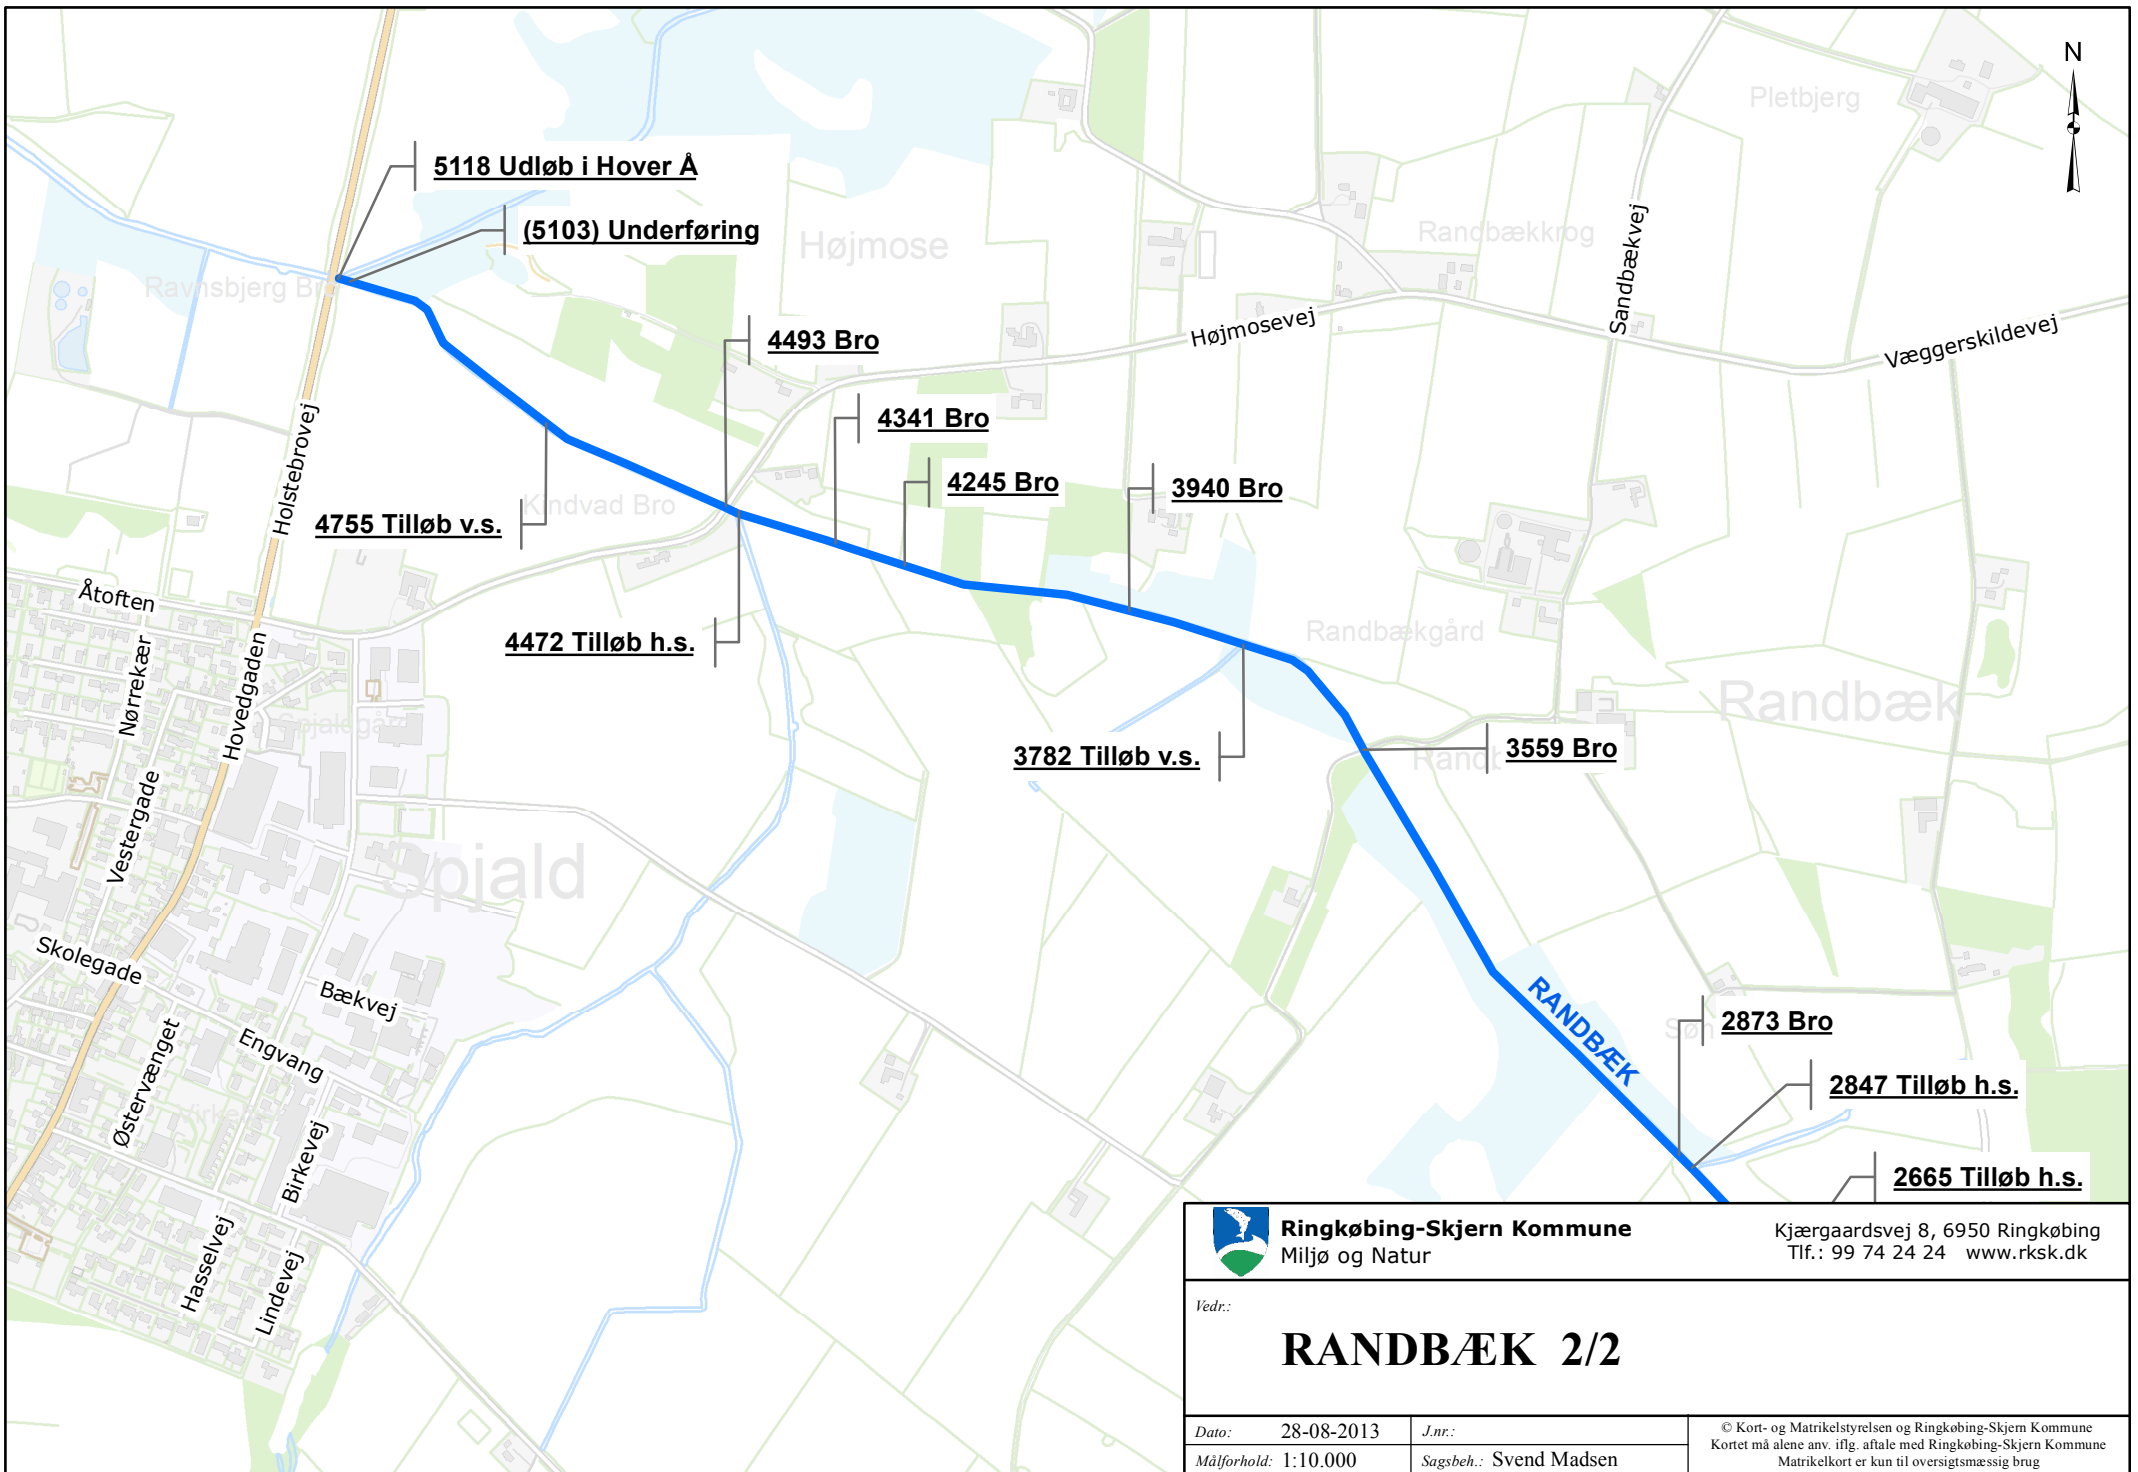 N
Pletbjerg
5118 Udløb i Hover Å
(5103) Underføring
Højmose
Randbækkrog
Sandbækvej
Ravnsbjerg Bro
4493 Bro
Højmosevej
Væggerskildevej
4341 Bro
Holstebrovej
4245 Bro
3940 Bro
Kindvad Bro
4755 Tilløb v.s.
Åtoften
4472 Tilløb h.s.
Randbækgård
Nørrekær
Hovedgaden
Spjaldgård
Randbæk
3782 Tilløb v.s.
3559 Bro
Randb
Vestergade
Spjald
Skolegade
Bækvej
RANDBÆK
2873 Bro
Søn
Engvang
Østervænget
2847 Tilløb h.s.
Birkevej
2665 Tilløb h.s.
Hasselvej
Lindevej
Ringkøbing-Skjern Kommune
Miljø og Natur
Kjærgaardsvej 8, 6950 Ringkøbing
Tlf.: 99 74 24 24 www.rksk.dk
Vedr.:
RANDBÆK 2/2
Dato: 28-08-2013
J.nr.:
Målforhold: 1:10.000
Sagsbeh.: Svend Madsen
© Kort- og Matrikelstyrelsen og Ringkøbing-Skjern Kommune
Kortet må alene anv. iflg. aftale med Ringkøbing-Skjern Kommune
Matrikelkort er kun til oversigtsmæssig brug